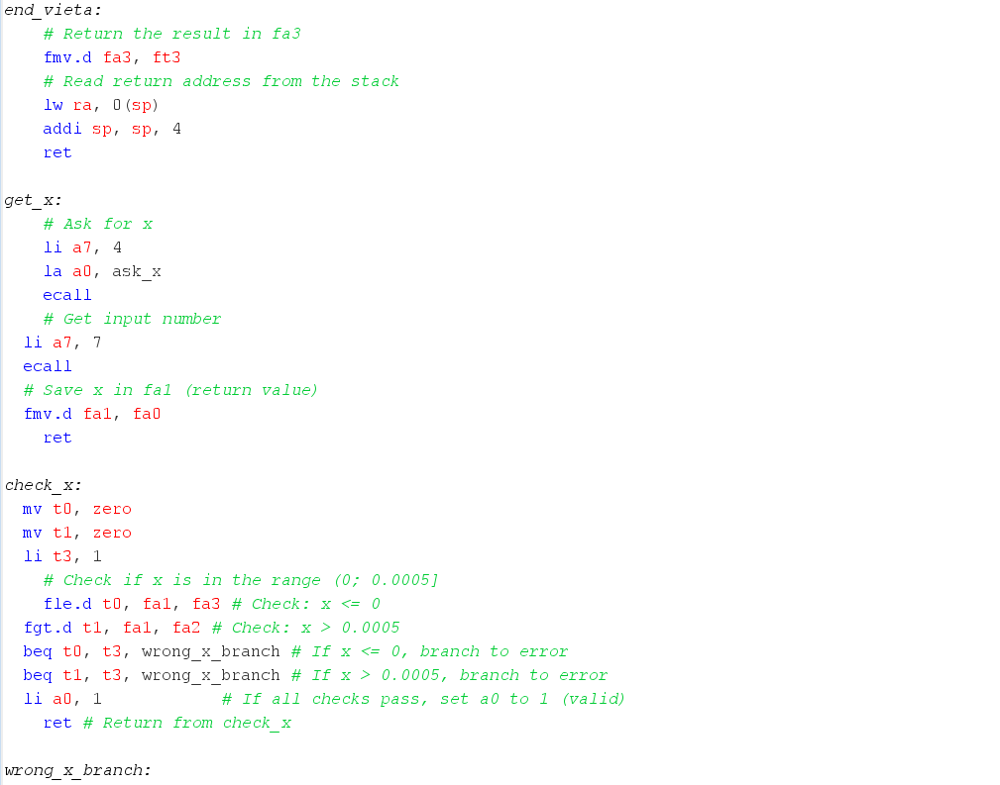 end_vieta:
# Return the result in fa3
fmv.d fa3, ft3
# Read return address from the stack
lw ra, 0(sp)
addi sp, sp, 4
ret
get_x:
# Ask for x
li a7, 4
la a0, ask_x
ecall
# Get input number
li a7, 7
ecall
# Save x in fa1 (return value)
fmv.d fa1, fa0
ret
check_x:
mv t0, zero
mv t1, zero
li t3, 1
# Check if x is in the range (0; 0.0005]
fle.d t0, fa1, fa3 # Check: x <= 0
fgt.d t1, fa1, fa2 # Check: x > 0.0005
beq t0, t3, wrong_x_branch # If x <= 0, branch to error
beq t1, t3, wrong_x_branch # If x > 0.0005, branch to error
li a0, 1 # If all checks pass, set a0 to 1 (valid)
ret # Return from check_x
wrong_x_branch: